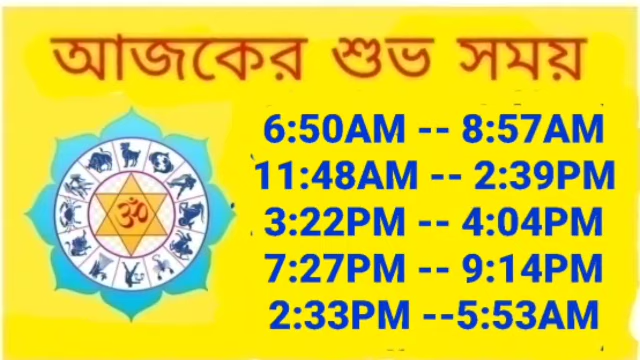 আজকের শুভ সময়
6:50AM -- 8:57AM
11:48AM -- 2:39PM
3:22PM -- 4:04PM
7:27PM -- 9:14PM
2:33PM --5:53AM
ॐ